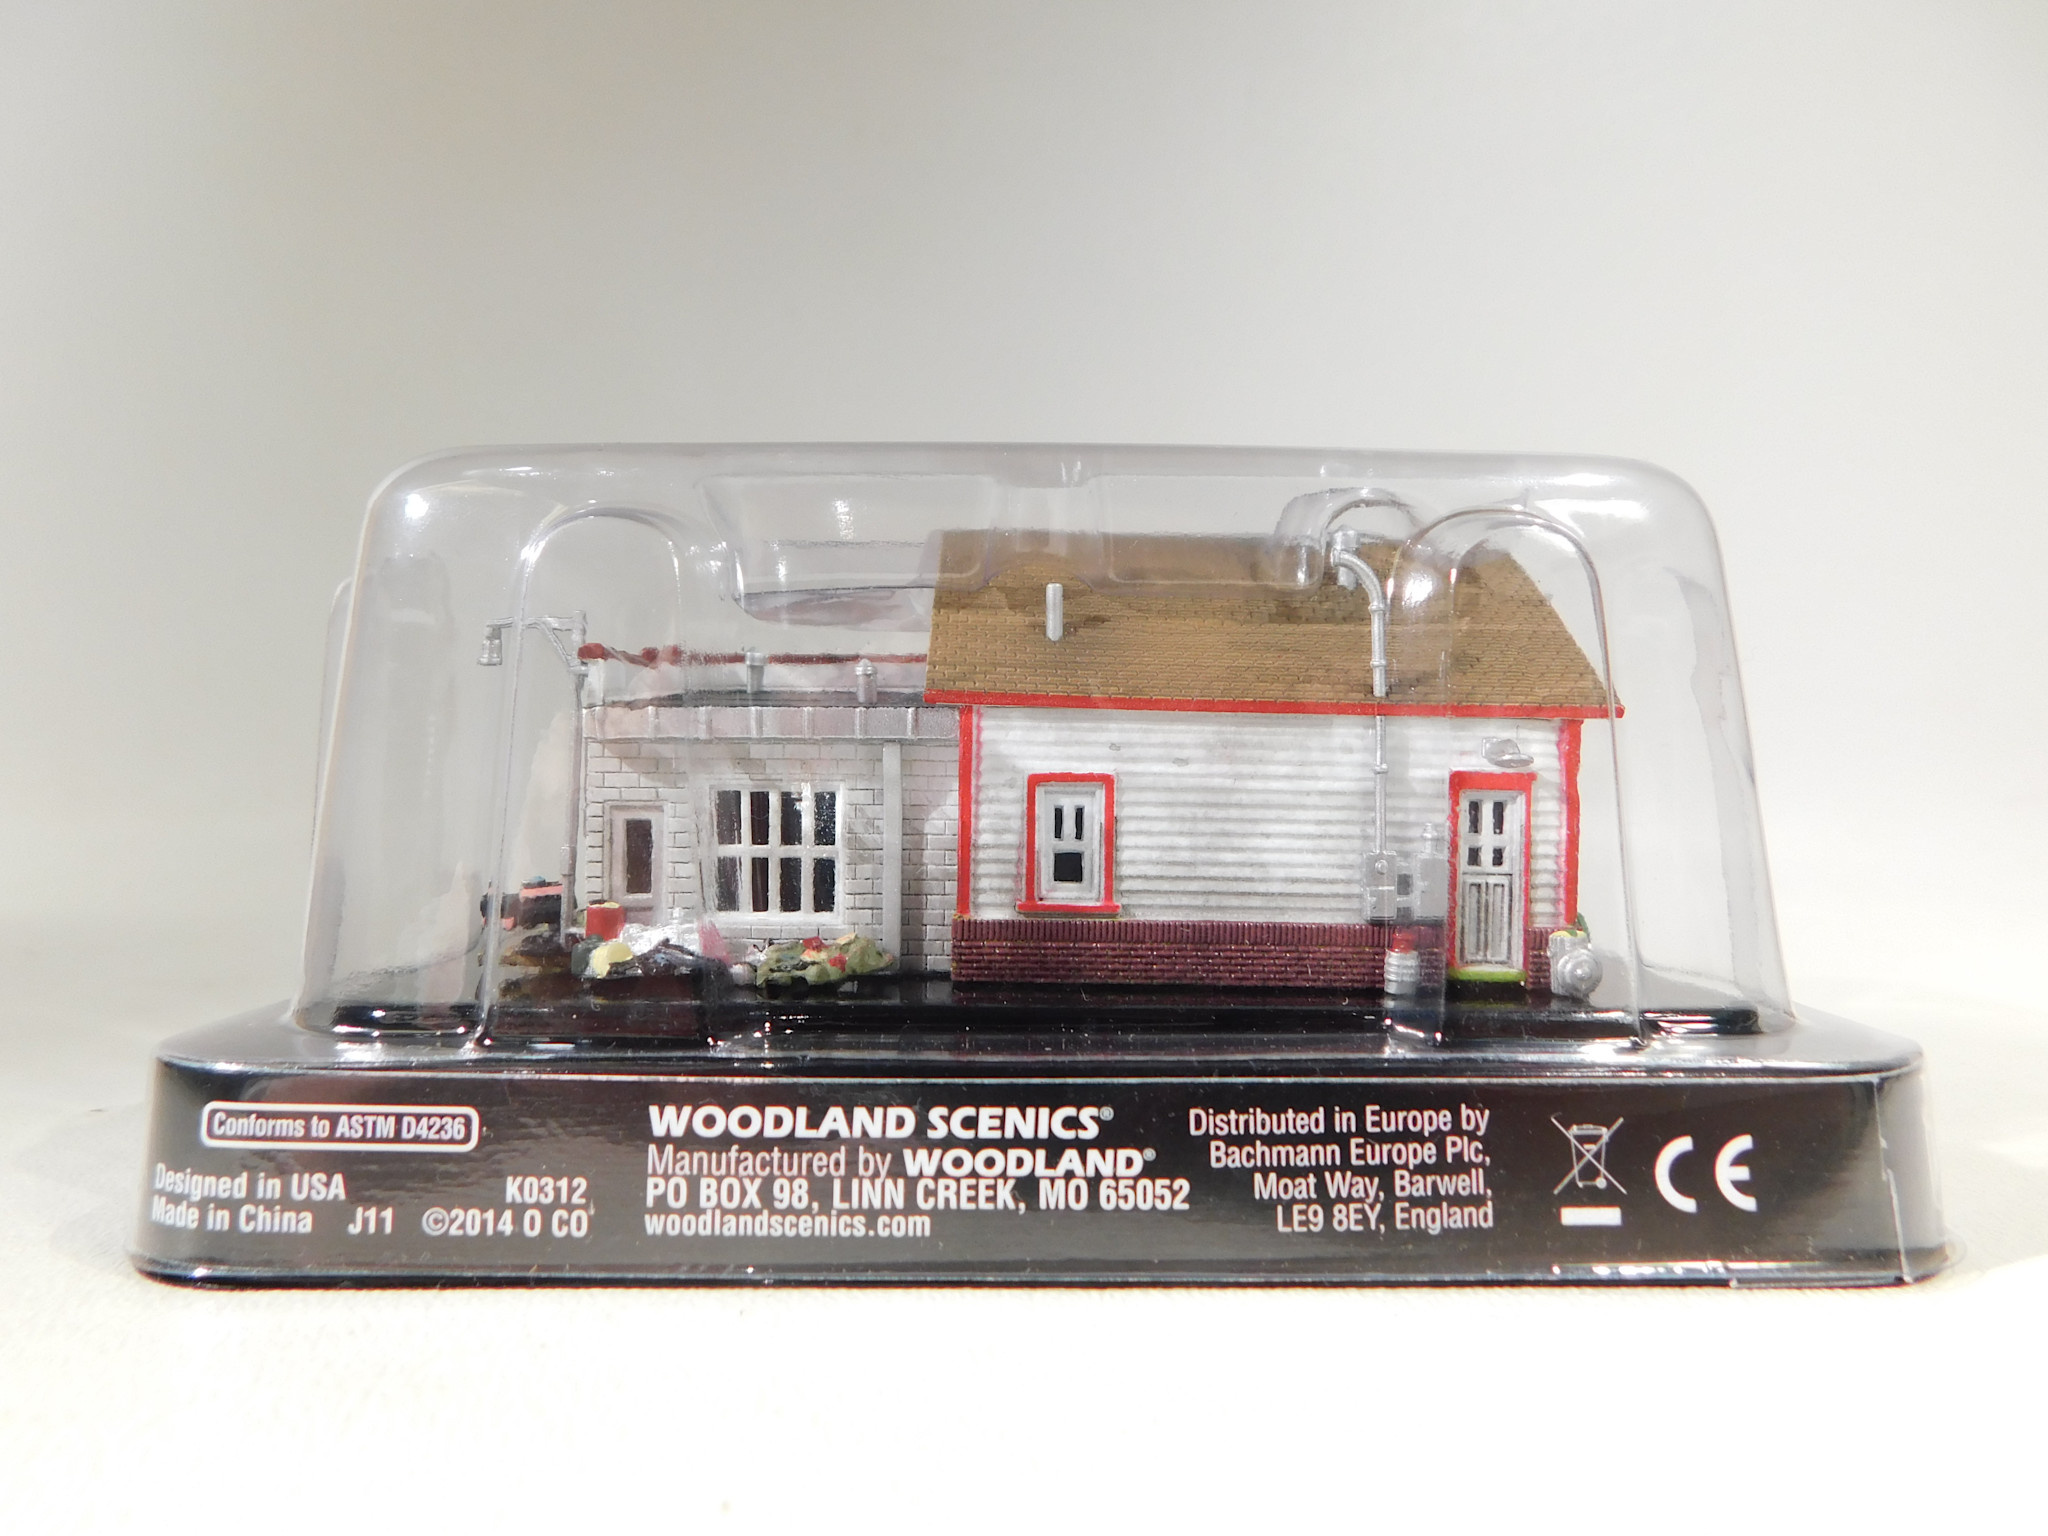 Conforms to ASTM D4236
Designed in USA K0312
Made in China J11 ©2014 O CO
WOODLAND SCENICS®
Manufactured by WOODLAND®
PO BOX 98, LINN CREEK, MO 65052
woodlandscenics.com
Distributed in Europe by
Bachmann Europe Plc,
Moat Way, Barwell,
LE9 8EY, England
CE